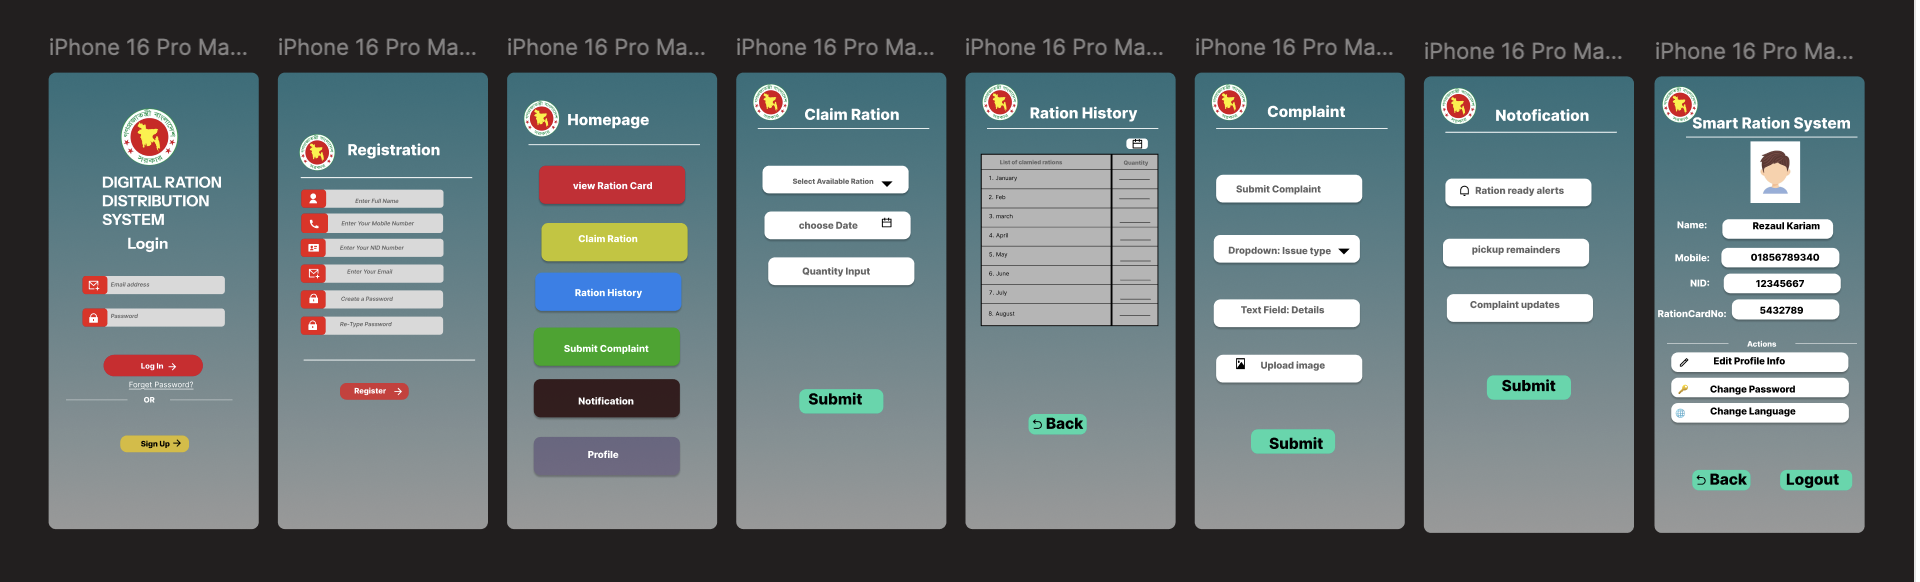 iPhone 16 Pro Ma...
DIGITAL RATION
DISTRIBUTION
SYSTEM
Login
Email address
Password
Log In
Forget Password?
OR
Sign Up
iPhone 16 Pro Ma...
Registration
Enter Full Name
Enter Your Mobile Number
Enter Your NID Number
Enter Your Email
Create a Password
Re-Type Password
Register
iPhone 16 Pro Ma...
Homepage
view Ration Card
Claim Ration
Ration History
Submit Complaint
Notification
Profile
iPhone 16 Pro Ma...
Claim Ration
Select Available Ration
choose Date
Quantity Input
Submit
iPhone 16 Pro Ma...
Ration History
List of clamied rations Quantity
1. January
2. Feb
3. march
4. April
5. May
6. June
7. July
8. August
Back
iPhone 16 Pro Ma...
Complaint
Submit Complaint
Dropdown: Issue type
Text Field: Details
Upload image
Submit
iPhone 16 Pro Ma...
Notofication
Ration ready alerts
pickup remainders
Complaint updates
Submit
iPhone 16 Pro Ma...
Smart Ration System
Name: Rezaul Kariam
Mobile: 01856789340
NID: 12345667
RationCardNo: 5432789
Actions
Edit Profile Info
Change Password
Change Language
Back Logout